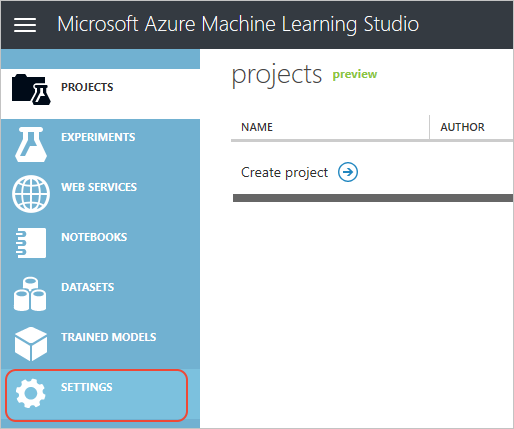 Microsoft Azure Machine Learning Studio
PROJECTS
EXPERIMENTS
WEB SERVICES
NOTEBOOKS
DATASETS
TRAINED MODELS
SETTINGS
projects preview
NAME AUTHOR
Create project